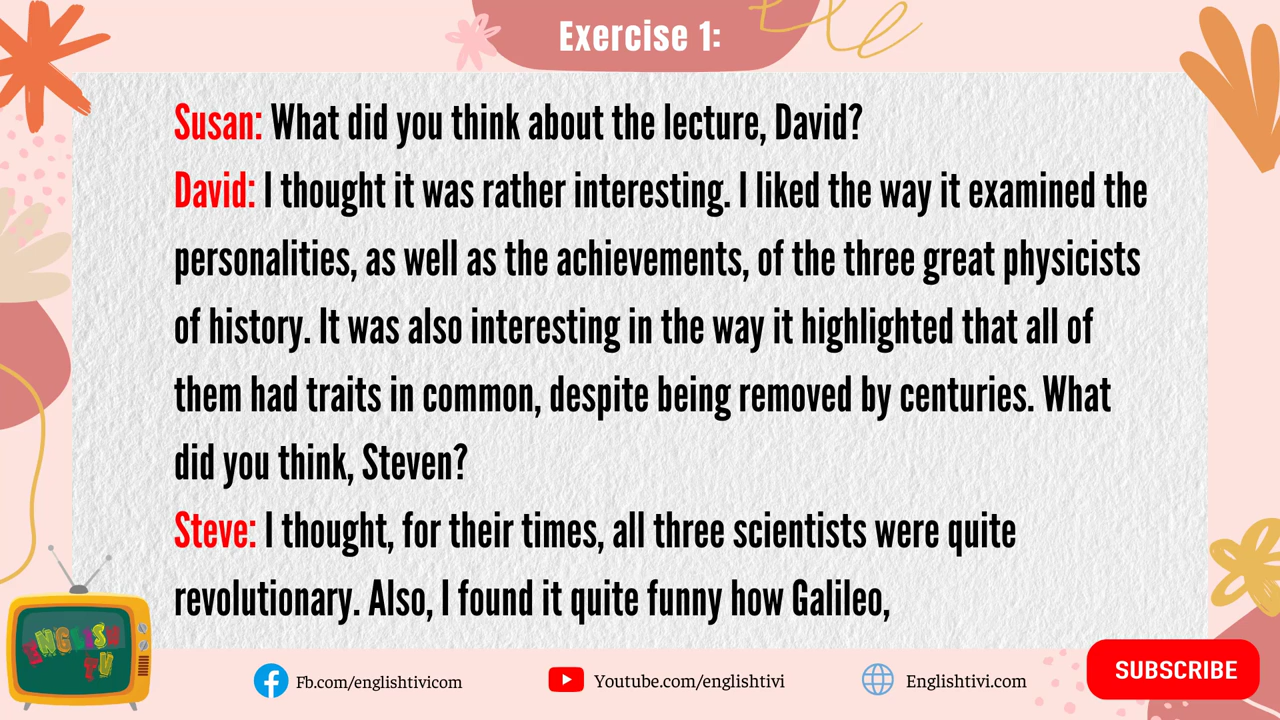 Exercise 1:
Susan: What did you think about the lecture, David?
David: I thought it was rather interesting. I liked the way it examined the
personalities, as well as the achievements, of the three great physicists
of history. It was also interesting in the way it highlighted that all of
them had traits in common, despite being removed by centuries. What
did you think, Steven?
Steve: I thought, for their times, all three scientists were quite
revolutionary. Also, I found it quite funny how Galileo,
ENGLISH
TV
Fb.com/englishtivicom
Youtube.com/englishtivi
Englishtivi.com
SUBSCRIBE